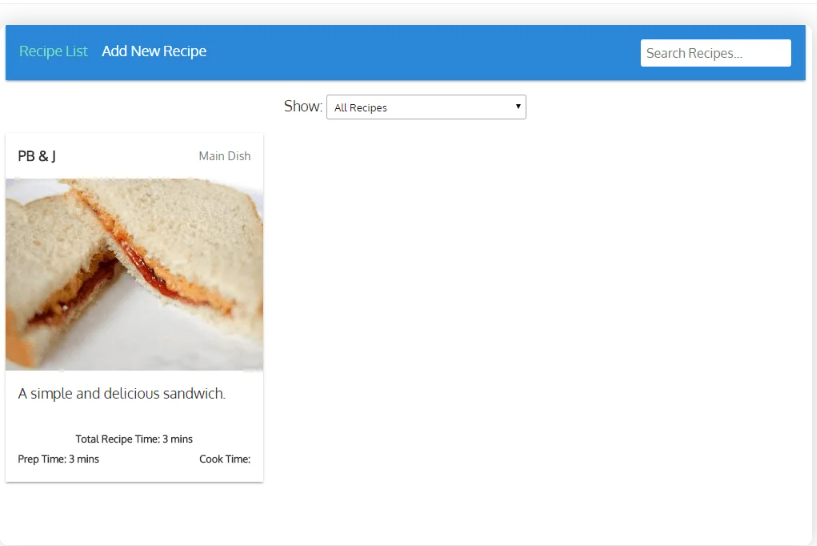 Recipe List Add New Recipe Search Recipes...
Show: All Recipes
PB & J Main Dish
A simple and delicious sandwich.
Total Recipe Time: 3 mins
Prep Time: 3 mins Cook Time: